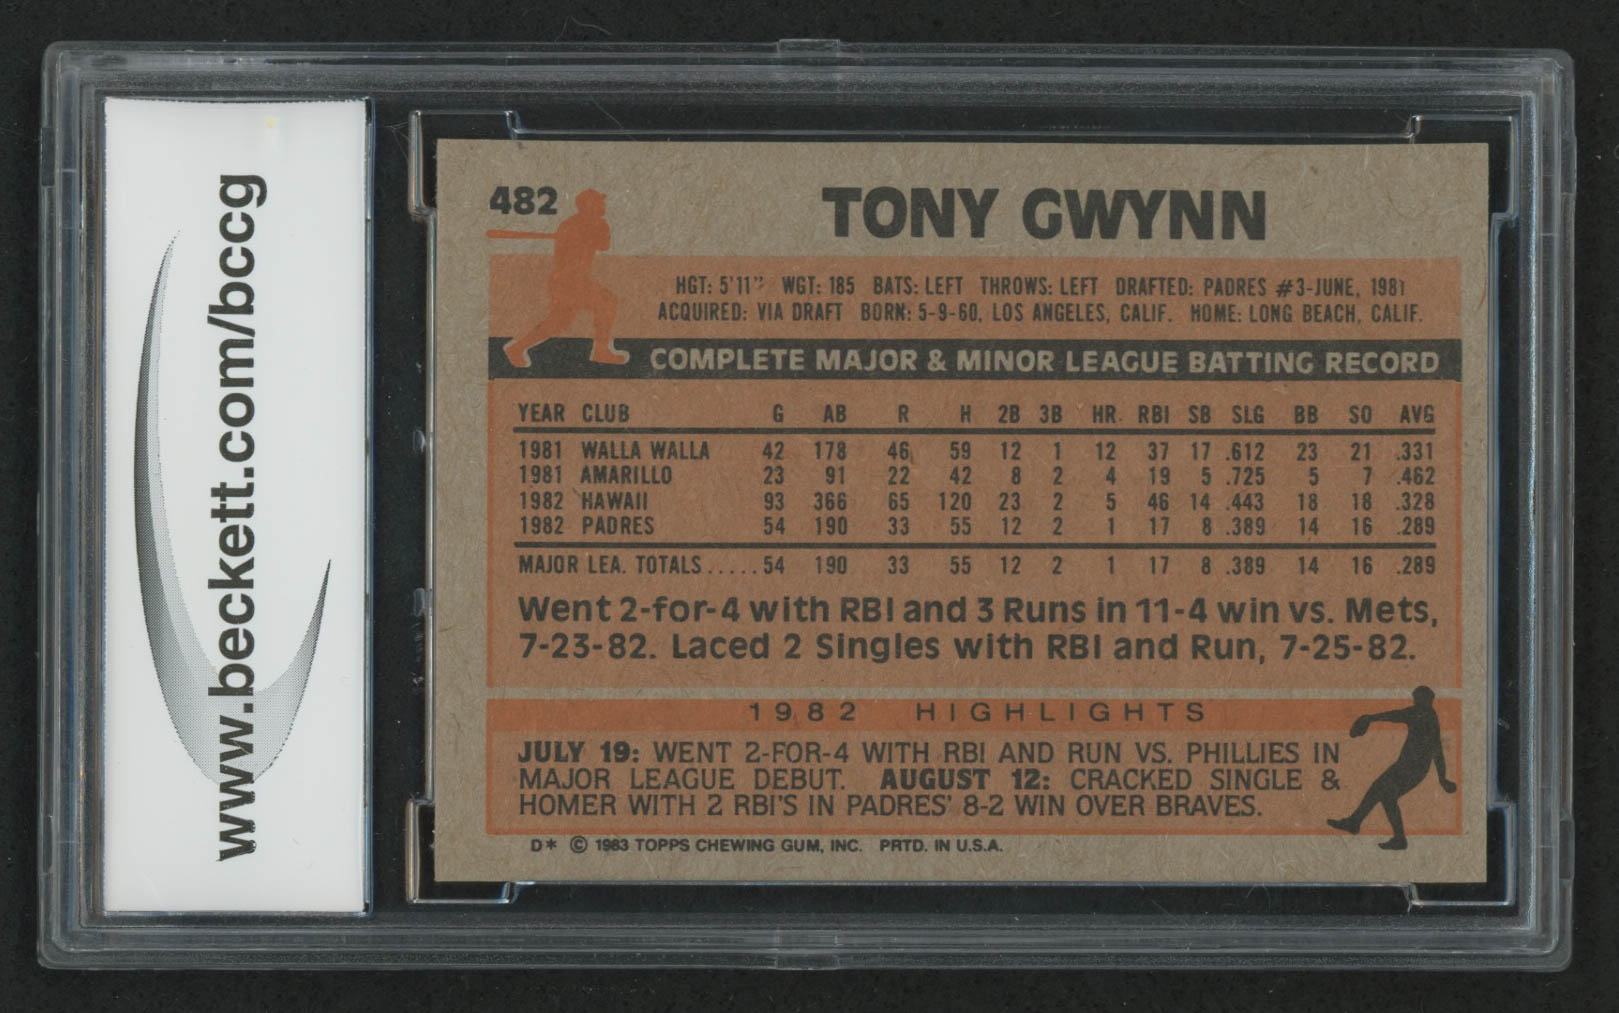 www.beckett.com/bccg
482
TONY GWYNN
HGT: 5'11" WGT: 185 BATS: LEFT THROWS: LEFT DRAFTED: PADRES #3-JUNE, 1981
ACQUIRED: VIA DRAFT BORN: 5-9-60, LOS ANGELES, CALIF. HOME: LONG BEACH, CALIF.
COMPLETE MAJOR & MINOR LEAGUE BATTING RECORD
YEAR CLUB G AB R H 2B 3B HR RBI SB SLG BB SO AVG
1981 WALLA WALLA 42 178 46 59 12 1 12 37 17 .612 23 21 .331
1981 AMARILLO 23 91 22 42 8 2 4 19 5 .725 5 7 .462
1982 HAWAII 93 366 65 120 23 2 5 46 14 .443 18 18 .328
1982 PADRES 54 190 33 55 12 2 1 17 8 .389 14 16 .289
MAJOR LEA. TOTALS.....54 190 33 55 12 2 1 17 8 .389 14 16 .289
Went 2-for-4 with RBI and 3 Runs in 11-4 win vs. Mets,
7-23-82. Laced 2 Singles with RBI and Run, 7-25-82.
1982 HIGHLIGHTS
JULY 19: WENT 2-FOR-4 WITH RBI AND RUN VS. PHILLIES IN
MAJOR LEAGUE DEBUT. AUGUST 12: CRACKED SINGLE &
HOMER WITH 2 RBI'S IN PADRES' 8-2 WIN OVER BRAVES.
D* © 1983 TOPPS CHEWING GUM, INC. PRTD. IN U.S.A.